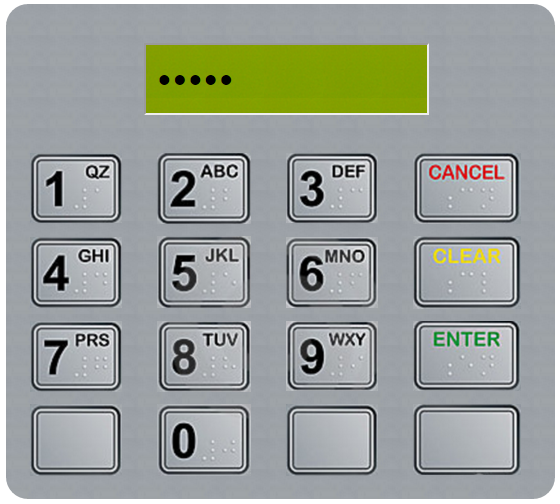 •••••
1 QZ 2 ABC 3 DEF CANCEL
4 GHI 5 JKL 6 MNO CLEAR
7 PRS 8 TUV 9 WXY ENTER
0